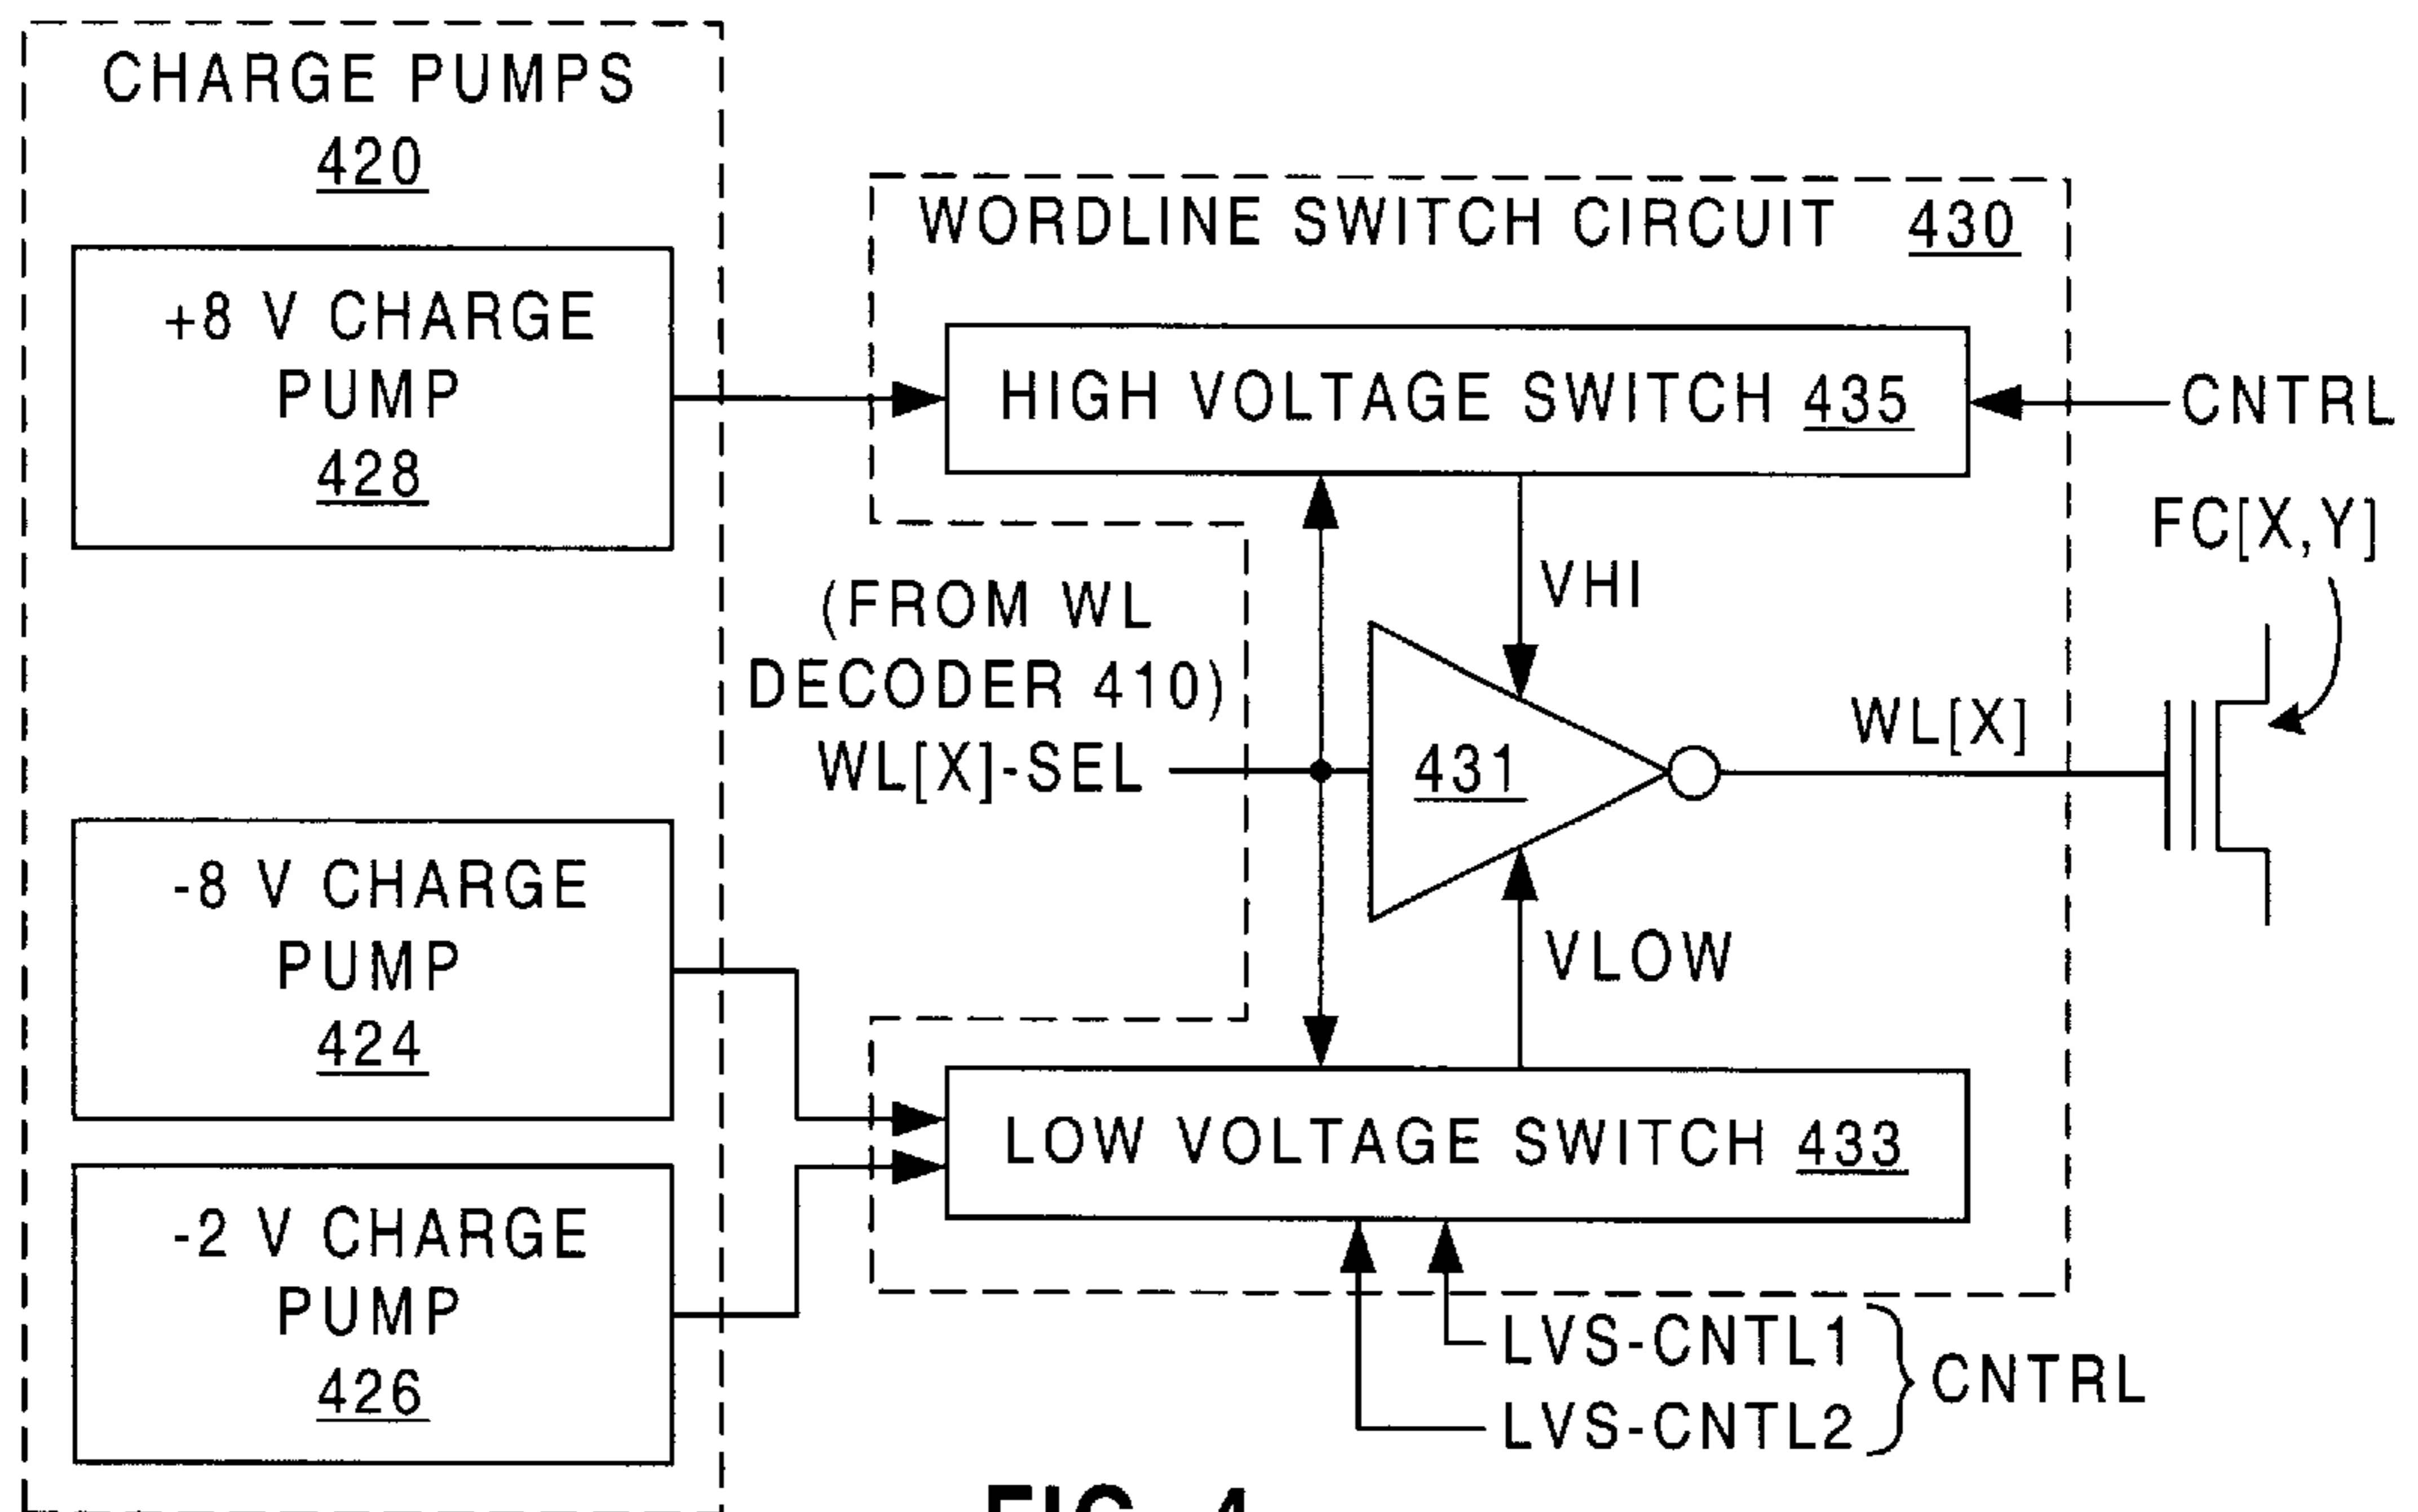 CHARGE PUMPS
420
+8 V CHARGE
PUMP
428
-8 V CHARGE
PUMP
424
-2 V CHARGE
PUMP
426
WORDLINE SWITCH CIRCUIT 430
HIGH VOLTAGE SWITCH 435
CNTRL
FC[X,Y]
VHI
(FROM WL
DECODER 410)
WL[X]-SEL
431
WL[X]
VLOW
LOW VOLTAGE SWITCH 433
LVS-CNTL1
LVS-CNTL2
CNTRL
FIG. 4